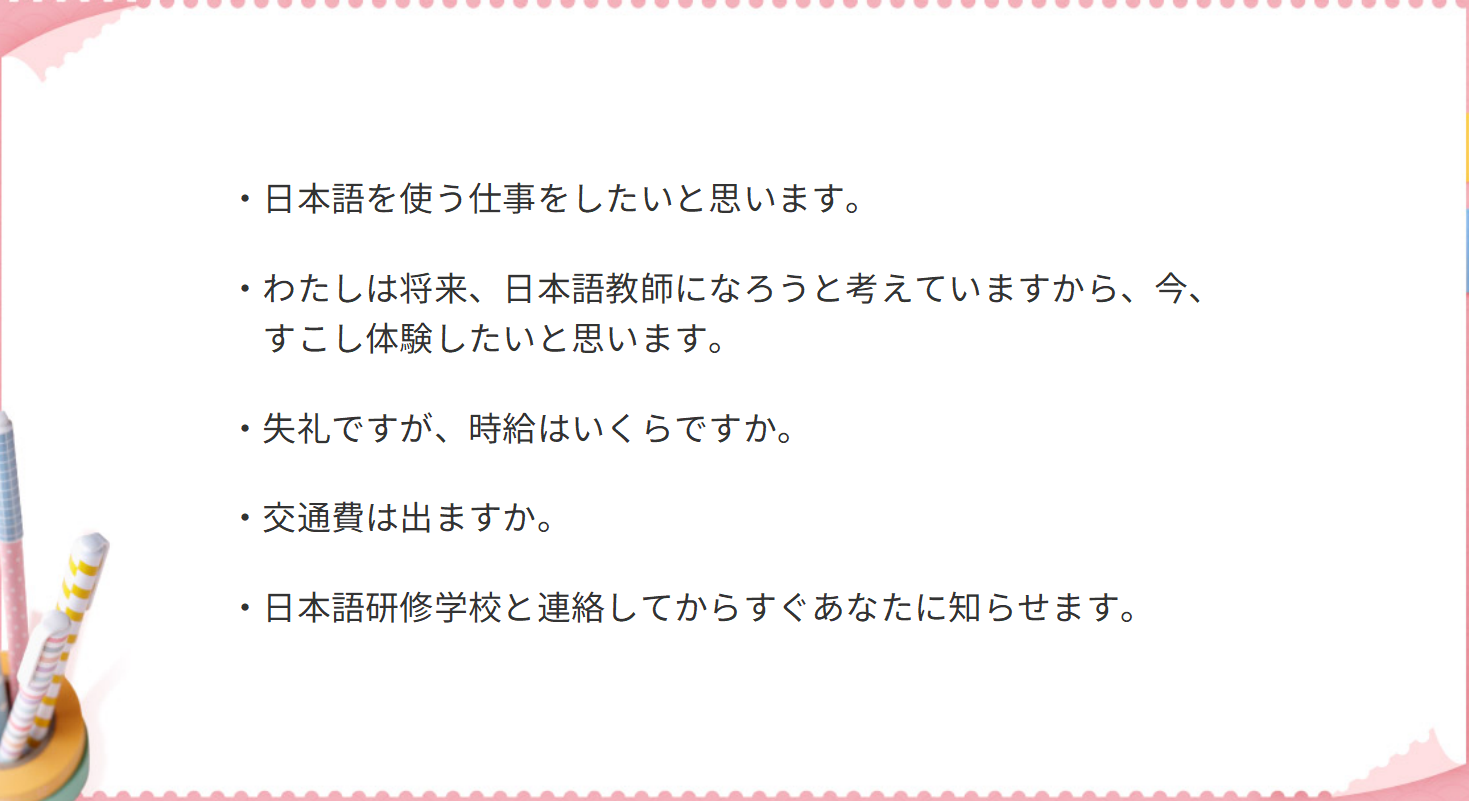 ・日本語を使う仕事をしたいと思います。
・わたしは将来、日本語教師になろうと考えていますから、今、
すこし体験したいと思います。
・失礼ですが、時給はいくらですか。
・交通費は出ますか。
・日本語研修学校と連絡してからすぐあなたに知らせます。